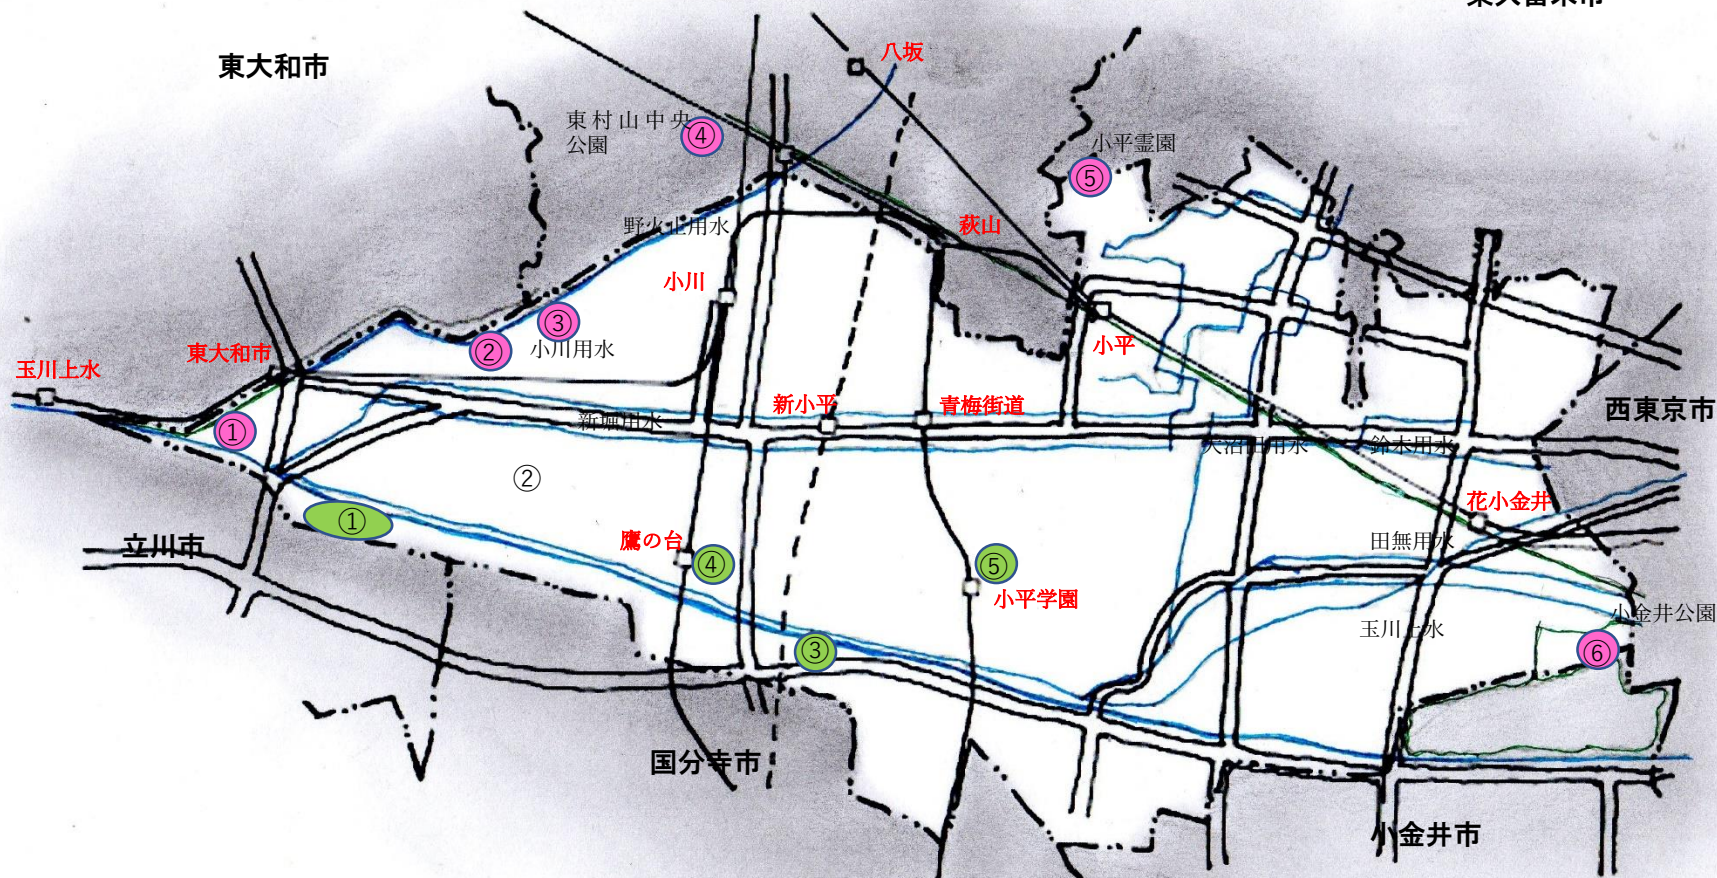 東大和市
八坂
東村山中央
公園
④
小平霊園
⑤
野火止用水
萩山
小川
③
②
小川用水
東大和市
小平
玉川上水
①
新小平
青梅街道
西東京市
新堀用水
鈴木用水
②
花小金井
①
立川市
鷹の台
④
⑤
田無用水
小平学園
小金井公園
玉川上水
③
⑥
国分寺市
小金井市